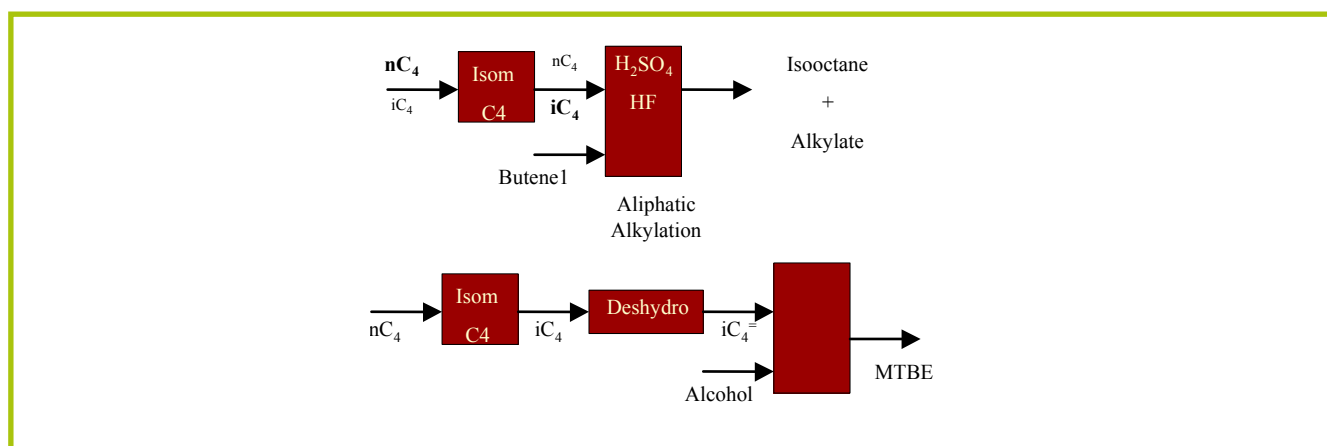 nC₄
iC₄
Isom
C4
nC₄
iC₄
H₂SO₄
HF
Isooctane
+
Alkylate
Butene1
Aliphatic
Alkylation
nC₄
Isom
C4
iC₄
Deshydro
iC₄⁼
Alcohol
MTBE